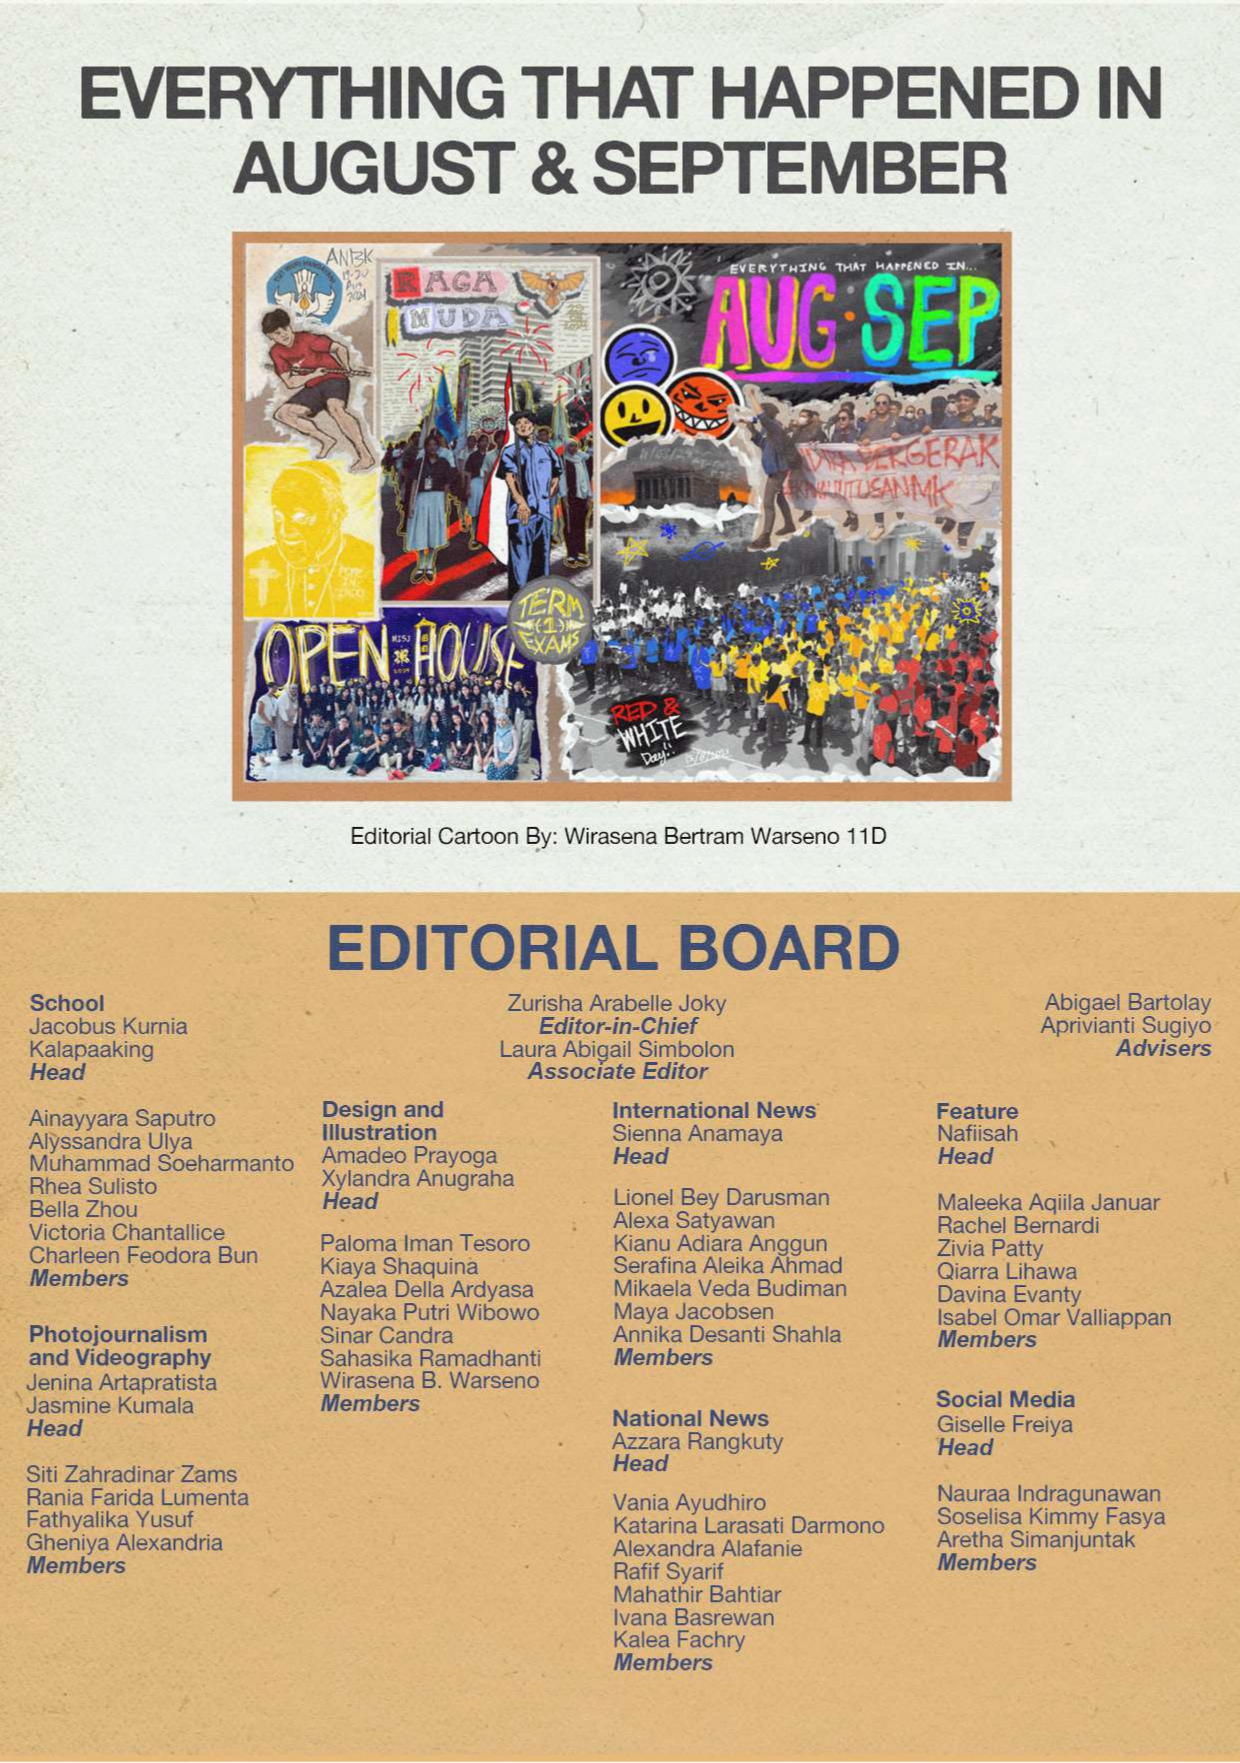 EVERYTHING THAT HAPPENED IN
AUGUST & SEPTEMBER
ANBK
19-20
2024
RAGA
MUDA
EVERYTHING THAT HAPPENED IN...
AUG·SEP
BERGERAK
OPEN HOUSE
TERM
1
EXAMS
RED &
WHITE
Day!!
Editorial Cartoon By: Wirasena Bertram Warseno 11D
EDITORIAL BOARD
School
Jacobus Kurnia
Kalapaaking
Head
Ainayyara Saputro
Alyssandra Ulya
Muhammad Soeharmanto
Rhea Sulisto
Bella Zhou
Victoria Chantallice
Charleen Feodora Bun
Members
Photojournalism
and Videography
Jenina Artapratista
Jasmine Kumala
Head
Siti Zahradinar Zams
Rania Farida Lumenta
Fathyalika Yusuf
Gheniya Alexandria
Members
Zurisha Arabelle Joky
Editor-in-Chief
Laura Abigail Simbolon
Associate Editor
Abigael Bartolay
Aprivianti Sugiyo
Advisers
Design and
Illustration
Amadeo Prayoga
Xylandra Anugraha
Head
Paloma Iman Tesoro
Kiaya Shaquina
Azalea Della Ardyasa
Nayaka Putri Wibowo
Sinar Candra
Sahasika Ramadhanti
Wirasena B. Warseno
Members
International News
Sienna Anamaya
Head
Lionel Bey Darusman
Alexa Satyawan
Kianu Adiara Anggun
Serafina Aleika Ahmad
Mikaela Veda Budiman
Maya Jacobsen
Annika Desanti Shahla
Members
National News
Azzara Rangkuty
Head
Vania Ayudhiro
Katarina Larasati Darmono
Alexandra Alafanie
Rafif Syarif
Mahathir Bahtiar
Ivana Basrewan
Kalea Fachry
Members
Feature
Nafiisah
Head
Maleeka Aqiila Januar
Rachel Bernardi
Zivia Patty
Qiarra Lihawa
Davina Evanty
Isabel Omar Valliappan
Members
Social Media
Giselle Freiya
Head
Nauraa Indragunawan
Soselisa Kimmy Fasya
Aretha Simanjuntak
Members